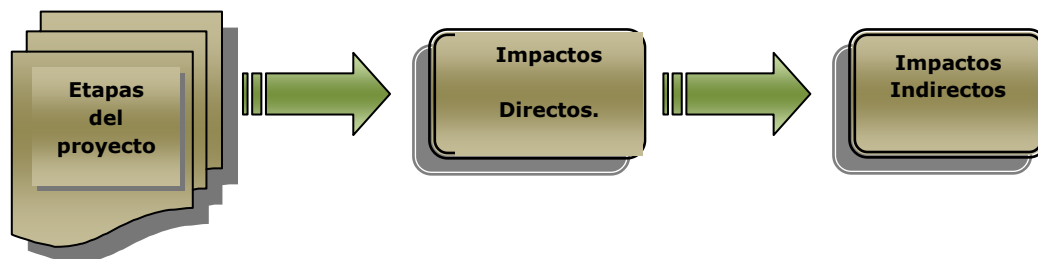 Etapas
del
proyecto
Impactos
Directos.
Impactos
Indirectos